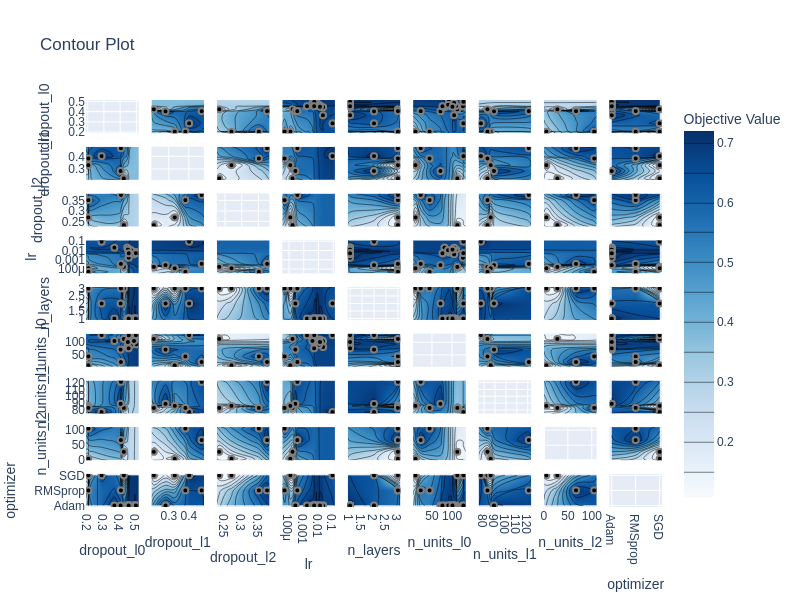 Contour Plot
Objective Value
dropout_l0
0.5
0.4
0.3
0.2
dropout_l1
0.4
0.3
dropout_l2
0.35
0.3
0.25
lr
0.1
0.01
0.001
100μ
n_layers
3
2.5
2
1.5
1
n_units_l0
100
50
n_units_l1
120
110
100
90
80
n_units_l2
100
50
0
optimizer
SGD
RMSprop
Adam
0.2
0.3
0.4
0.5
dropout_l0
0.3 0.4
dropout_l1
0.25
0.3
0.35
dropout_l2
100μ
0.001
0.01
0.1
lr
1
1.5
2
2.5
3
n_layers
50 100
n_units_l0
80
90
100
110
120
n_units_l1
0 50 100
n_units_l2
Adam
RMSprop
SGD
optimizer
0.7
0.6
0.5
0.4
0.3
0.2